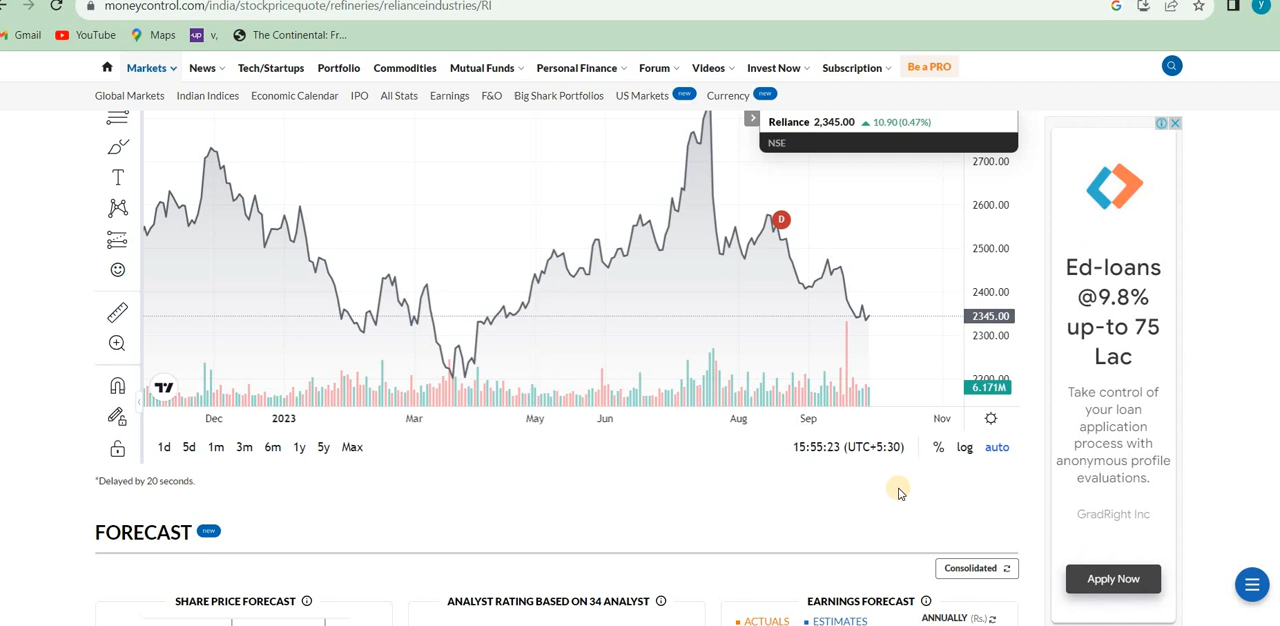 moneycontrol.com/india/stockpricequote/refineries/relianceindustries/RI
G
y
Gmail YouTube Maps up v, The Continental: Fr...
Markets News Tech/Startups Portfolio Commodities Mutual Funds Personal Finance Forum Videos Invest Now Subscription Be a PRO
Global Markets Indian Indices Economic Calendar IPO All Stats Earnings F&O Big Shark Portfolios US Markets new Currency new
Reliance 2,345.00 10.90 (0.47%)
NSE
T
D
2700.00
2600.00
2500.00
2400.00
2345.00
2300.00
2200.00
6.171M
Dec 2023 Mar May Jun Aug Sep Nov
1d 5d 1m 3m 6m 1y 5y Max 15:55:23 (UTC+5:30) % log auto
*Delayed by 20 seconds.
FORECAST new
Consolidated
SHARE PRICE FORECAST
ANALYST RATING BASED ON 34 ANALYST
EARNINGS FORECAST
ACTUALS ESTIMATES ANNUALLY (Rs.)
Ed-loans
@9.8%
up-to 75
Lac
Take control of
your loan
application
process with
anonymous profile
evaluations.
GradRight Inc
Apply Now